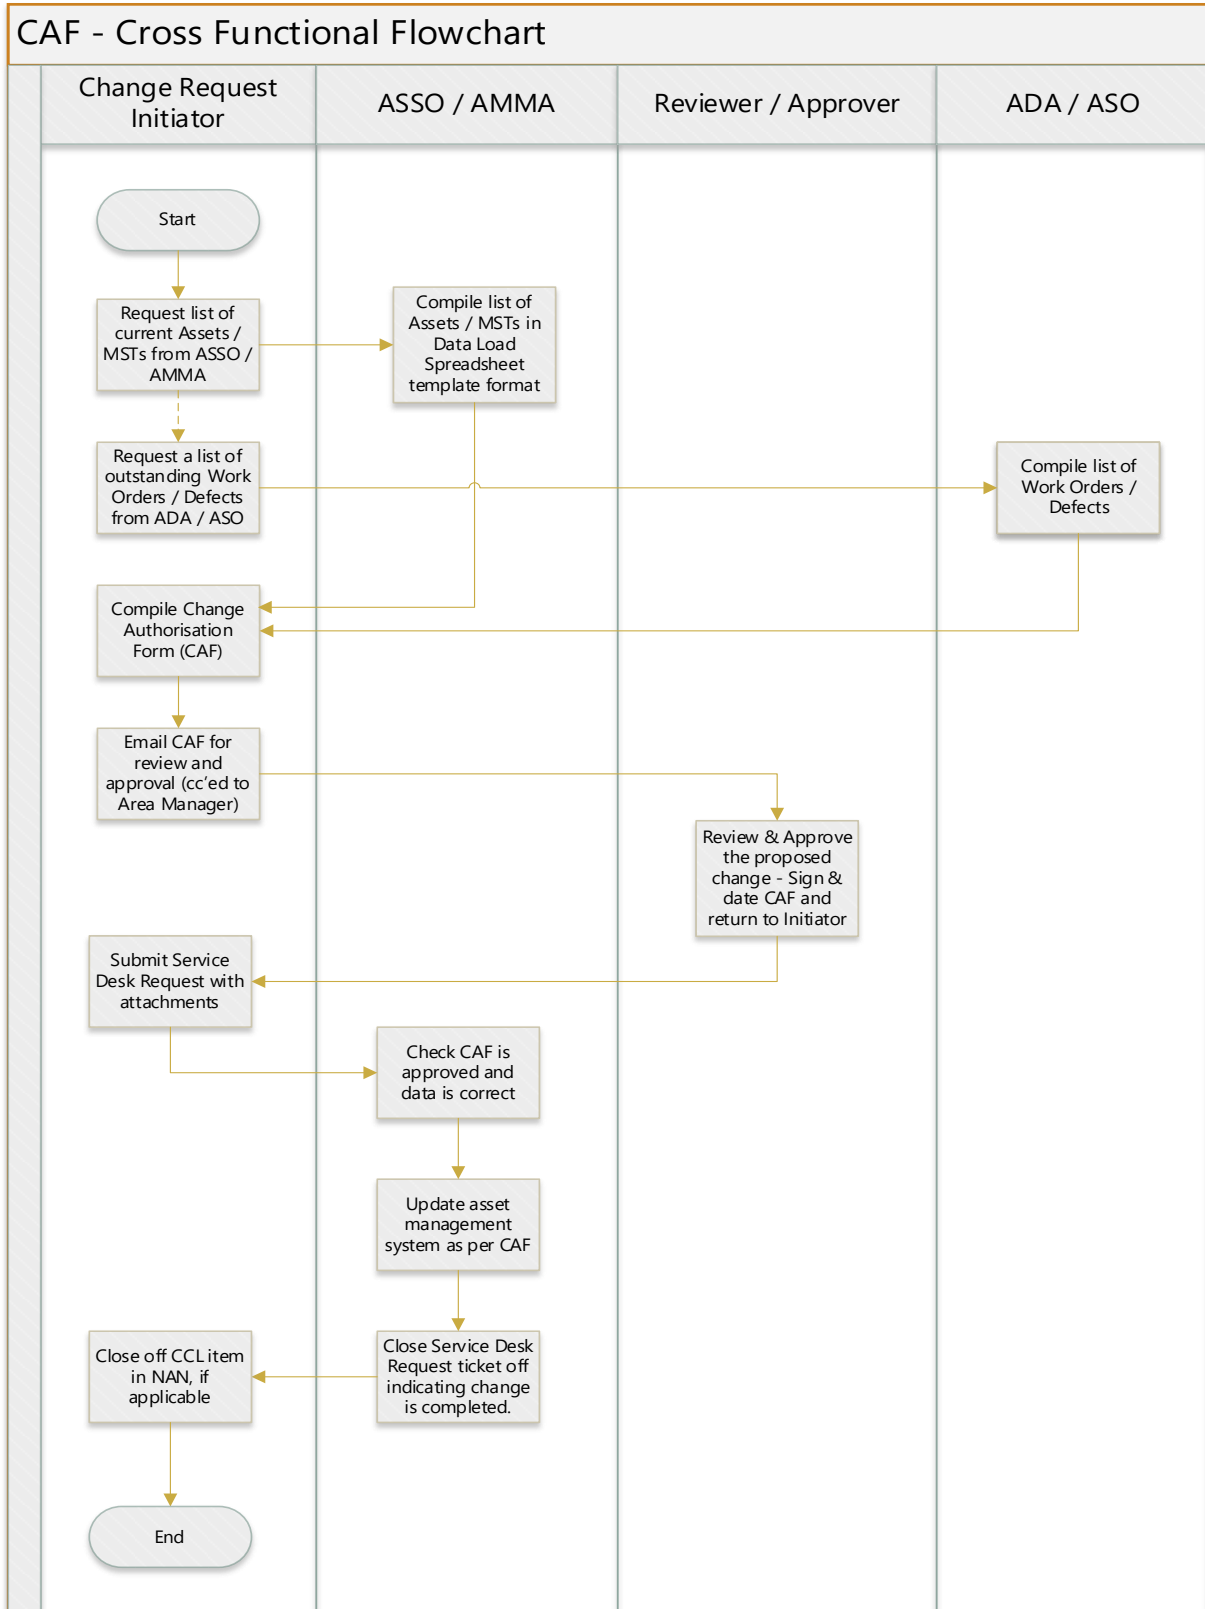 CAF - Cross Functional Flowchart
Change Request
Initiator
ASSO / AMMA
Reviewer / Approver
ADA / ASO
Start
Request list of
current Assets /
MSTs from ASSO /
AMMA
Compile list of
Assets / MSTs in
Data Load
Spreadsheet
template format
Request a list of
outstanding Work
Orders / Defects
from ADA / ASO
Compile list of
Work Orders /
Defects
Compile Change
Authorisation
Form (CAF)
Email CAF for
review and
approval (cc'ed to
Area Manager)
Review & Approve
the proposed
change - Sign &
date CAF and
return to Initiator
Submit Service
Desk Request with
attachments
Check CAF is
approved and
data is correct
Update asset
management
system as per CAF
Close off CCL item
in NAN, if
applicable
Close Service Desk
Request ticket off
indicating change
is completed.
End